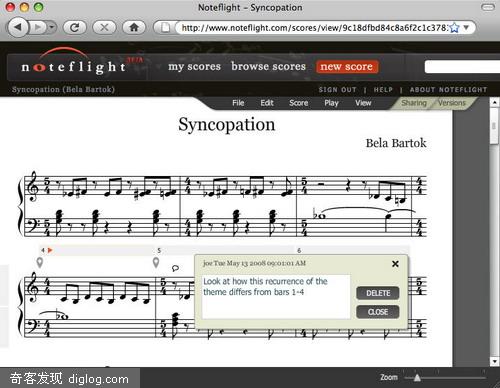 Noteflight - Syncopation
http://www.noteflight.com/scores/view/9c18dfbd84c8a6f2c1c378
noteflight BETA
my scores browse scores new score
Syncopation (Bela Bartok) SIGN OUT | HELP | ABOUT NOTEFLIGHT
File Edit Score Play View Sharing Versions
Syncopation
Bela Bartok
4 5 6
joe Tue May 13 2008 09:01:01 AM
Look at how this recurrence of the
theme differs from bars 1-4
DELETE
CLOSE
Zoom
奇客发现 diglog.com